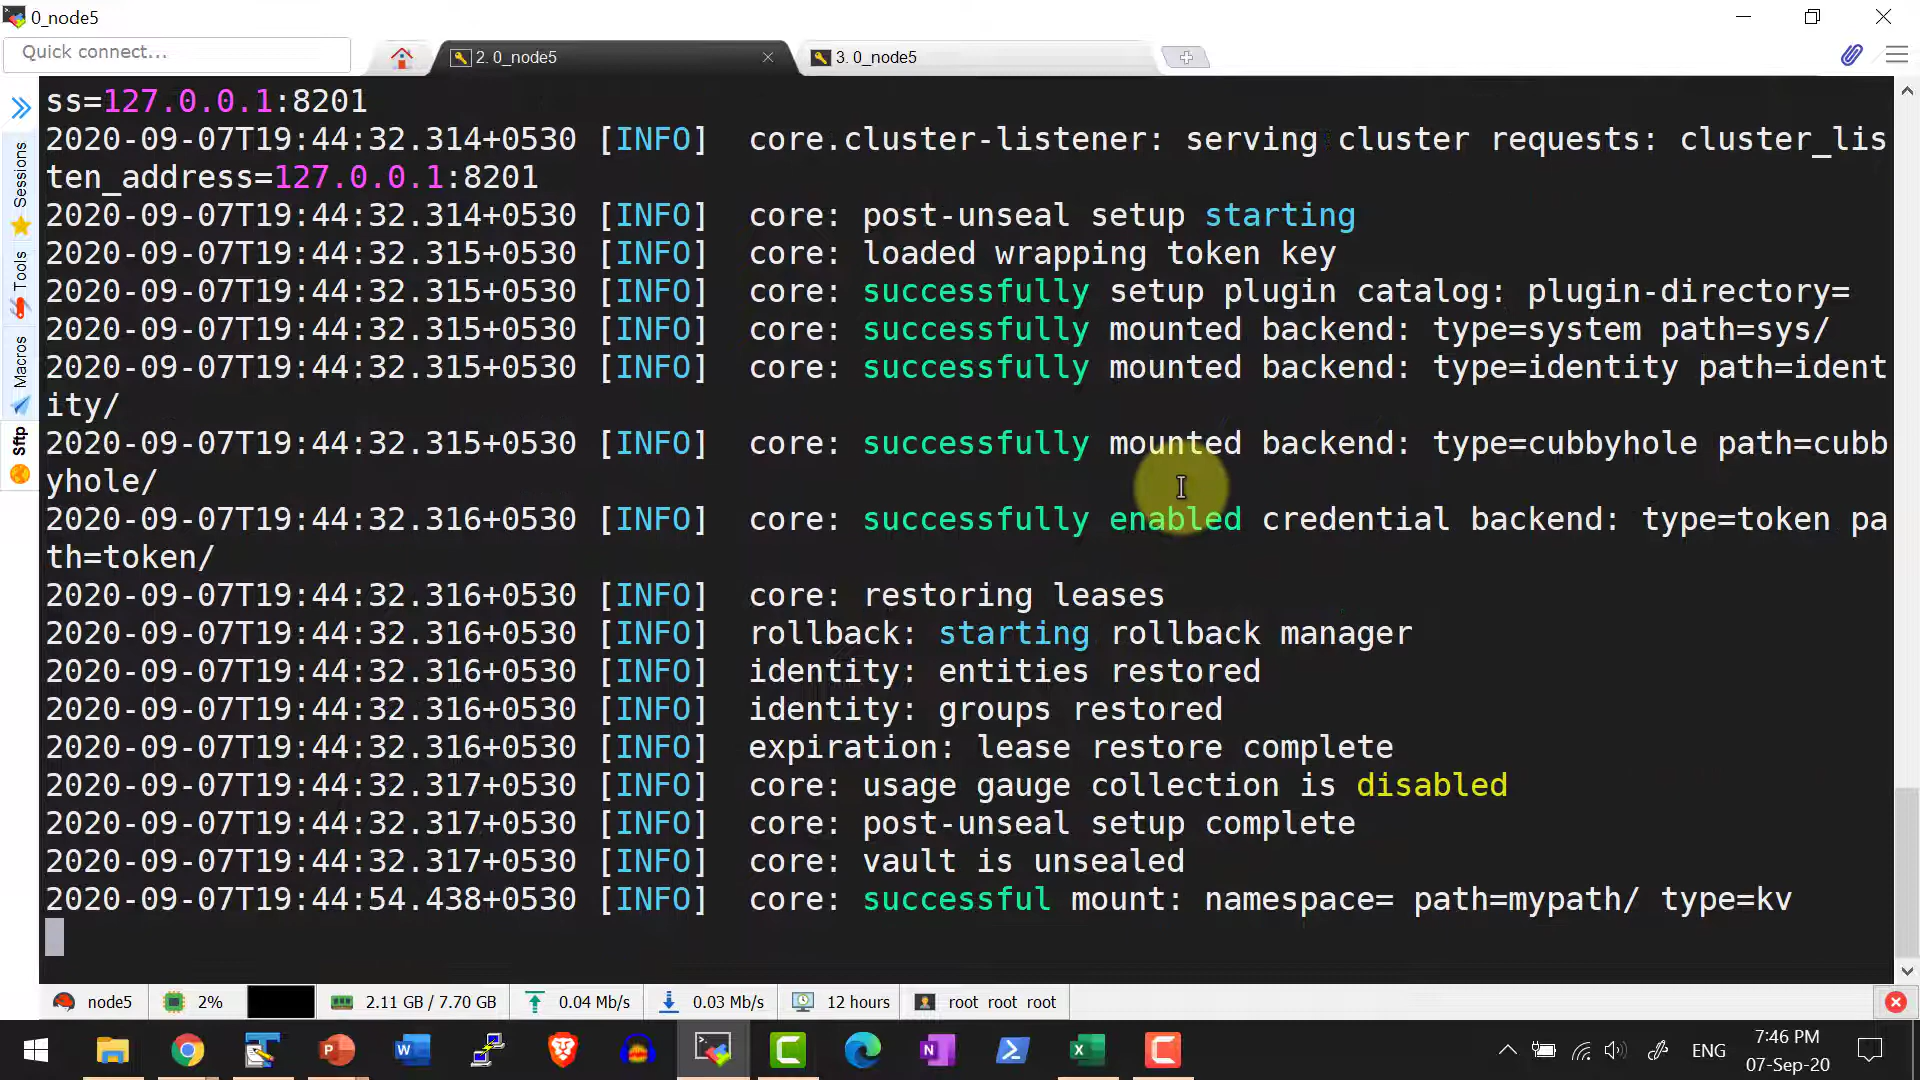 0_node5
Quick connect...
2. 0_node5
3. 0_node5
Sessions
Tools
Macros
Sftp
ss=127.0.0.1:8201
2020-09-07T19:44:32.314+0530 [INFO]  core.cluster-listener: serving cluster requests: cluster_lis
ten_address=127.0.0.1:8201
2020-09-07T19:44:32.314+0530 [INFO]  core: post-unseal setup starting
2020-09-07T19:44:32.315+0530 [INFO]  core: loaded wrapping token key
2020-09-07T19:44:32.315+0530 [INFO]  core: successfully setup plugin catalog: plugin-directory=
2020-09-07T19:44:32.315+0530 [INFO]  core: successfully mounted backend: type=system path=sys/
2020-09-07T19:44:32.315+0530 [INFO]  core: successfully mounted backend: type=identity path=ident
ity/
2020-09-07T19:44:32.315+0530 [INFO]  core: successfully mounted backend: type=cubbyhole path=cubb
yhole/
2020-09-07T19:44:32.316+0530 [INFO]  core: successfully enabled credential backend: type=token pa
th=token/
2020-09-07T19:44:32.316+0530 [INFO]  core: restoring leases
2020-09-07T19:44:32.316+0530 [INFO]  rollback: starting rollback manager
2020-09-07T19:44:32.316+0530 [INFO]  identity: entities restored
2020-09-07T19:44:32.316+0530 [INFO]  identity: groups restored
2020-09-07T19:44:32.316+0530 [INFO]  expiration: lease restore complete
2020-09-07T19:44:32.317+0530 [INFO]  core: usage gauge collection is disabled
2020-09-07T19:44:32.317+0530 [INFO]  core: post-unseal setup complete
2020-09-07T19:44:32.317+0530 [INFO]  core: vault is unsealed
2020-09-07T19:44:54.438+0530 [INFO]  core: successful mount: namespace= path=mypath/ type=kv
node5 2% 2.11 GB / 7.70 GB 0.04 Mb/s 0.03 Mb/s 12 hours root root root
ENG
7:46 PM
07-Sep-20